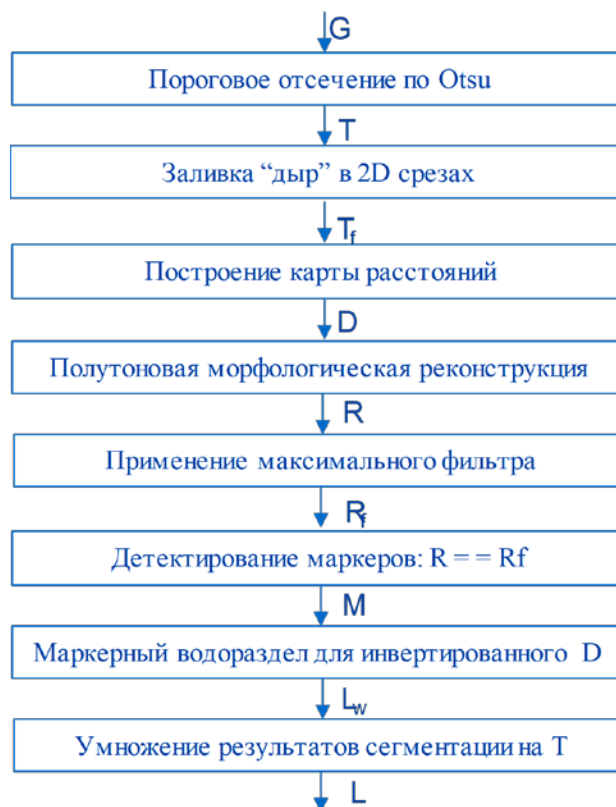 G
Пороговое отсечение по Otsu
T
Заливка “дыр” в 2D срезах
Tf
Построение карты расстояний
D
Полутоновая морфологическая реконструкция
R
Применение максимального фильтра
Rf
Детектирование маркеров: R = = Rf
M
Маркерный водораздел для инвертированного D
Lw
Умножение результатов сегментации на T
L